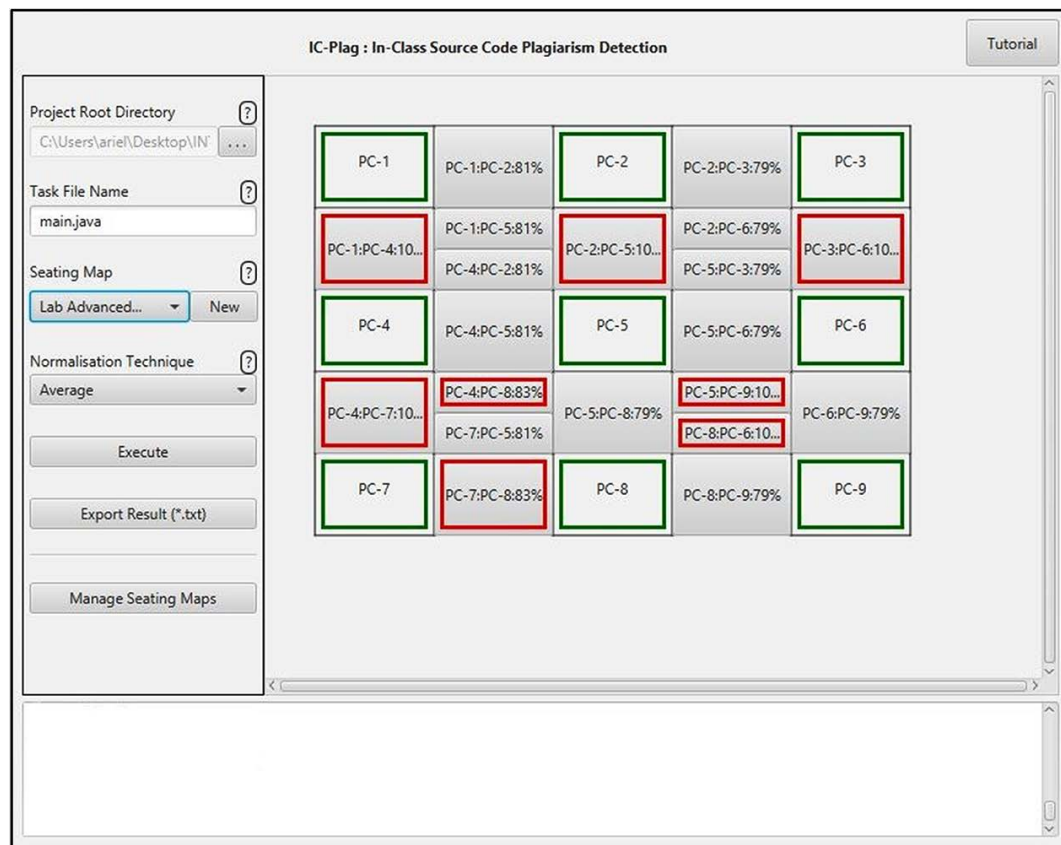 IC-Plag : In-Class Source Code Plagiarism Detection
Tutorial
Project Root Directory
?
C:\Users\ariel\Desktop\IN
...
Task File Name
?
main.java
Seating Map
?
Lab Advanced...
New
Normalisation Technique
?
Average
Execute
Export Result (*.txt)
Manage Seating Maps
PC-1
PC-1:PC-2:81%
PC-2
PC-2:PC-3:79%
PC-3
PC-1:PC-4:10...
PC-1:PC-5:81%
PC-4:PC-2:81%
PC-2:PC-5:10...
PC-2:PC-6:79%
PC-5:PC-3:79%
PC-3:PC-6:10...
PC-4
PC-4:PC-5:81%
PC-5
PC-5:PC-6:79%
PC-6
PC-4:PC-7:10...
PC-4:PC-8:83%
PC-7:PC-5:81%
PC-5:PC-8:79%
PC-5:PC-9:10...
PC-8:PC-6:10...
PC-6:PC-9:79%
PC-7
PC-7:PC-8:83%
PC-8
PC-8:PC-9:79%
PC-9